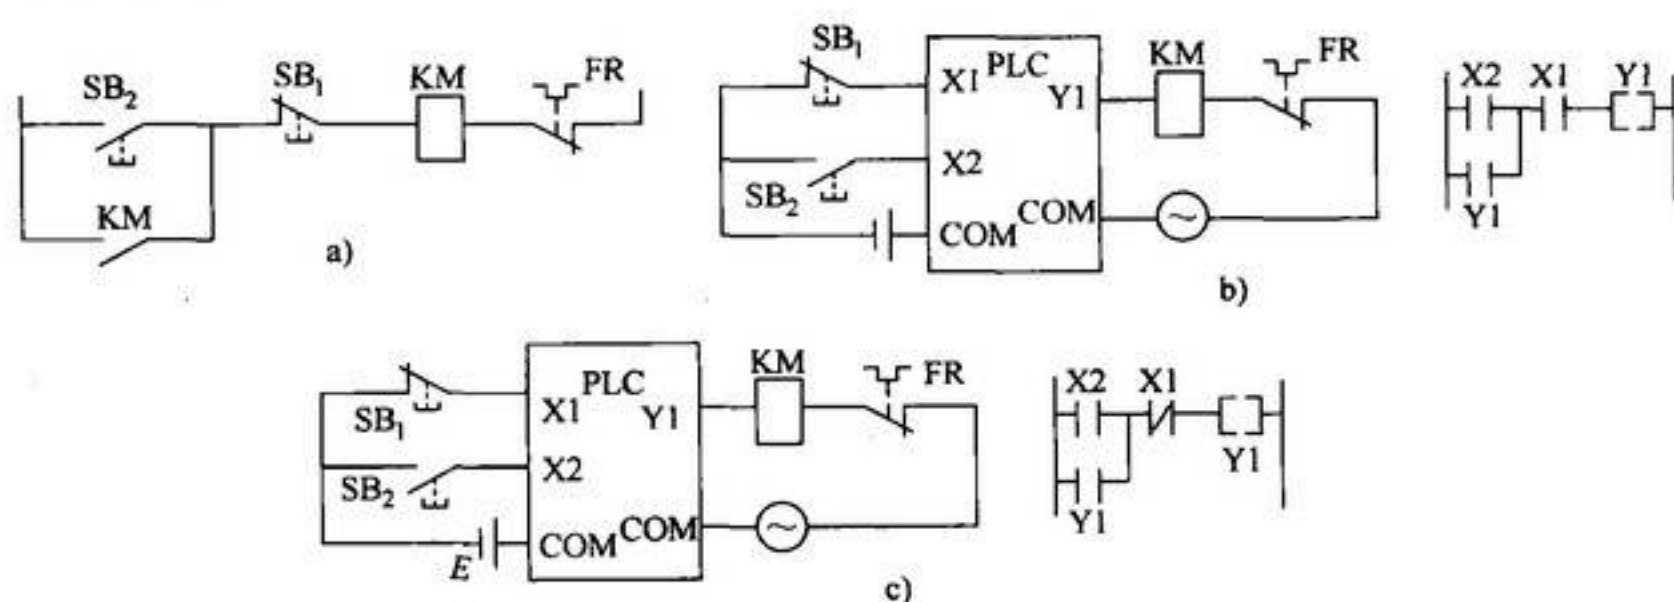 SB₂ SB₁ KM FR
KM
a)
SB₁ X1 PLC Y1 KM FR
SB₂ X2
COM COM
X2 X1 Y1
Y1
b)
SB₁ X1 PLC Y1 KM FR
SB₂ X2
E COM COM
X2 X1
Y1
Y1
c)